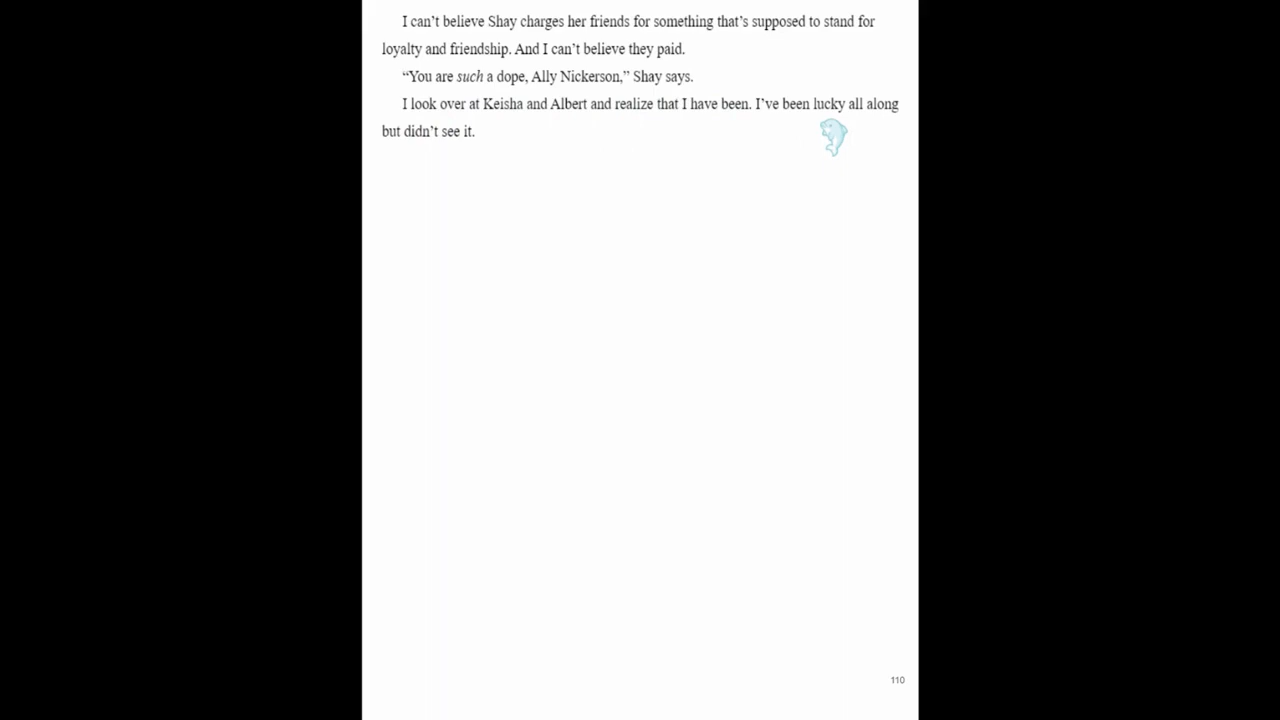 I can’t believe Shay charges her friends for something that’s supposed to stand for
loyalty and friendship. And I can’t believe they paid.
“You are such a dope, Ally Nickerson,” Shay says.
I look over at Keisha and Albert and realize that I have been. I’ve been lucky all along
but didn’t see it.
110